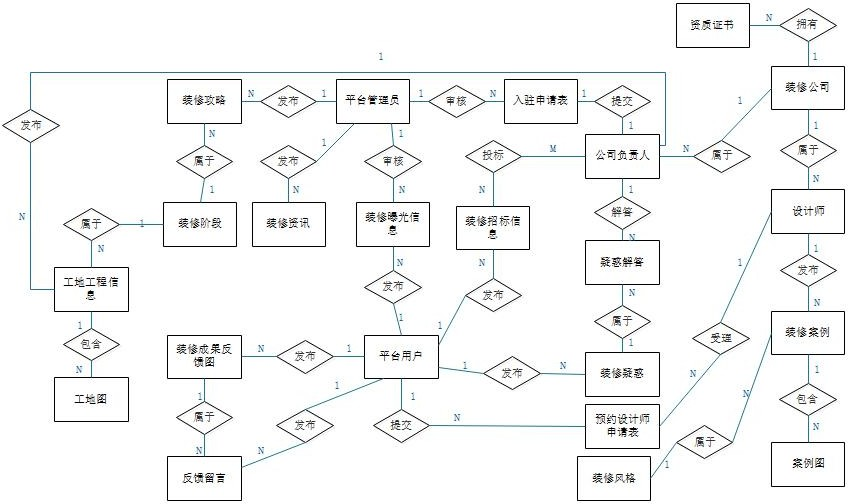 资质证书
N
拥有
1
1
发布
装修攻略
N
发布
1
平台管理员
1
审核
N
入驻申请表
1
提交
1
装修公司
1
N
属于
1
1
发布
N
1
审核
N
投标
M
公司负责人
N
属于
1
属于
N
1
解答
N
装修阶段
1
属于
N
装修资讯
装修曝光信
息
N
发布
1
装修招标信
息
N
发布
1
设计师
1
发布
N
1
受理
N
N
工地工程信
息
1
包含
N
工地图
疑惑解答
N
属于
1
装修案例
1
包含
N
案例图
装修成果反
馈图
N
发布
1
平台用户
1
发布
N
装修疑惑
1
属于
N
1
发布
N
1
提交
N
预约设计师
申请表
N
属于
1
反馈留言
装修风格